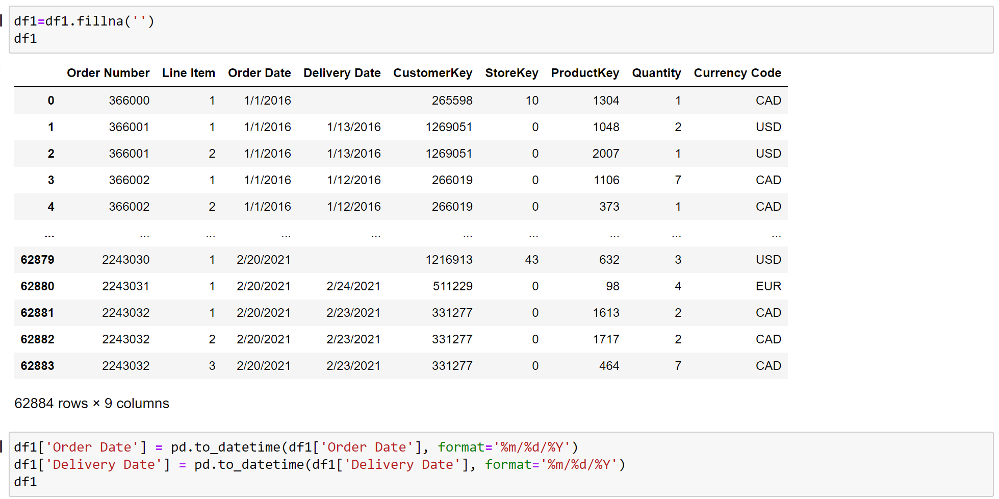 df1=df1.fillna('')
df1
Order Number Line Item Order Date Delivery Date CustomerKey StoreKey ProductKey Quantity Currency Code
0 366000 1 1/1/2016 265598 10 1304 1 CAD
1 366001 1 1/1/2016 1/13/2016 1269051 0 1048 2 USD
2 366001 2 1/1/2016 1/13/2016 1269051 0 2007 1 USD
3 366002 1 1/1/2016 1/12/2016 266019 0 1106 7 CAD
4 366002 2 1/1/2016 1/12/2016 266019 0 373 1 CAD
... ... ... ... ... ... ... ... ... ...
62879 2243030 1 2/20/2021 1216913 43 632 3 USD
62880 2243031 1 2/20/2021 2/24/2021 511229 0 98 4 EUR
62881 2243032 1 2/20/2021 2/23/2021 331277 0 1613 2 CAD
62882 2243032 2 2/20/2021 2/23/2021 331277 0 1717 2 CAD
62883 2243032 3 2/20/2021 2/23/2021 331277 0 464 7 CAD
62884 rows × 9 columns
df1['Order Date'] = pd.to_datetime(df1['Order Date'], format='%m/%d/%Y')
df1['Delivery Date'] = pd.to_datetime(df1['Delivery Date'], format='%m/%d/%Y')
df1